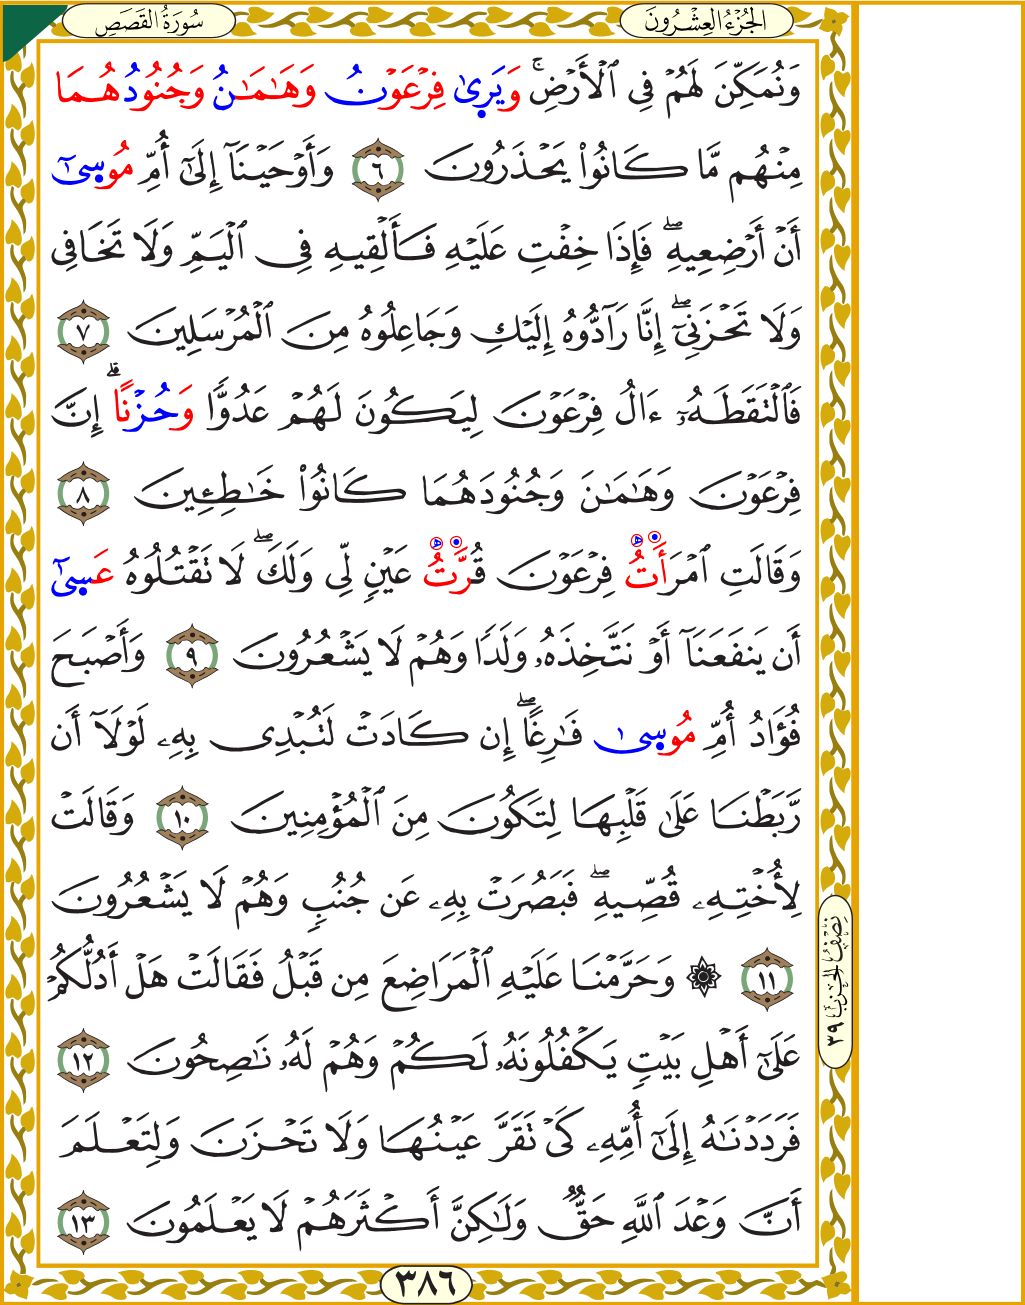 الجُزْءُ العِشْرُونَ
سُورَةُ القَصَصِ
وَنُمَكِّنَ لَهُمْ فِي ٱلْأَرْضِۚ وَيَرِىٰ فِرْعَوْنُ وَهَٰمَٰنُ وَجُنُودُهُمَا
مِنْهُم مَّا كَانُوا۟ يَحْذَرُونَ ٦ وَأَوْحَيْنَآ إِلَىٰٓ أُمِّ مُوسِىٰٓ
أَنْ أَرْضِعِيهِۖ فَإِذَا خِفْتِ عَلَيْهِ فَأَلْقِيهِ فِي ٱلْيَمِّ وَلَا تَخَافِي
وَلَا تَحْزَنِيٓۖ إِنَّا رَآدُّوهُ إِلَيْكِ وَجَاعِلُوهُ مِنَ ٱلْمُرْسَلِينَ ٧
فَٱلْتَقَطَهُۥٓ ءَالُ فِرْعَوْنَ لِيَكُونَ لَهُمْ عَدُوًّا وَحُزْنًاۗ إِنَّ
فِرْعَوْنَ وَهَٰمَٰنَ وَجُنُودَهُمَا كَانُوا۟ خَٰطِـِٔينَ ٨
وَقَالَتِ ٱمْرَأَتُ فِرْعَوْنَ قُرَّتُ عَيْنٍ لِّي وَلَكَۖ لَا تَقْتُلُوهُ عَسِىٰٓ
أَن يَنفَعَنَآ أَوْ نَتَّخِذَهُۥ وَلَدًا وَهُمْ لَا يَشْعُرُونَ ٩ وَأَصْبَحَ
فُؤَادُ أُمِّ مُوسِىٰ فَٰرِغًاۖ إِن كَادَتْ لَتُبْدِي بِهِۦ لَوْلَآ أَن
رَّبَطْنَا عَلَىٰ قَلْبِهَا لِتَكُونَ مِنَ ٱلْمُؤْمِنِينَ ١٠ وَقَالَتْ
لِأُخْتِهِۦ قُصِّيهِۖ فَبَصُرَتْ بِهِۦ عَن جُنُبٍ وَهُمْ لَا يَشْعُرُونَ
١١ ۞ وَحَرَّمْنَا عَلَيْهِ ٱلْمَرَاضِعَ مِن قَبْلُ فَقَالَتْ هَلْ أَدُلُّكُمْ
عَلَىٰٓ أَهْلِ بَيْتٍ يَكْفُلُونَهُۥ لَكُمْ وَهُمْ لَهُۥ نَٰصِحُونَ ١٢
فَرَدَدْنَٰهُ إِلَىٰٓ أُمِّهِۦ كَيْ تَقَرَّ عَيْنُهَا وَلَا تَحْزَنَ وَلِتَعْلَمَ
أَنَّ وَعْدَ ٱللَّهِ حَقٌّ وَلَٰكِنَّ أَكْثَرَهُمْ لَا يَعْلَمُونَ ١٣
نِصْفُ الحِزْبِ ٣٩
٣٨٦